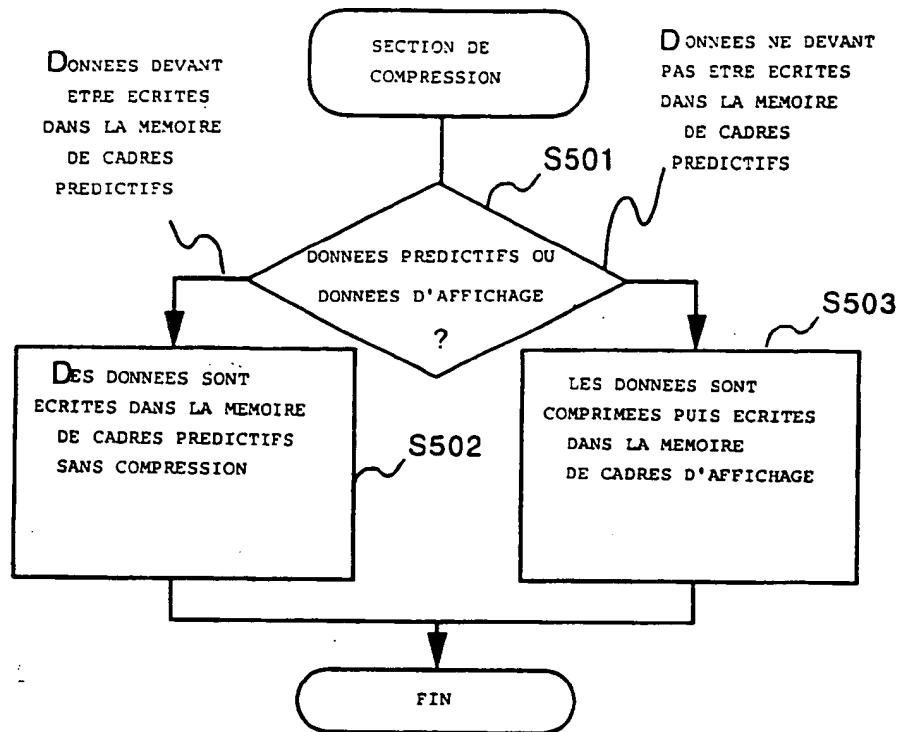 SECTION DE
COMPRESSION
DONNEES DEVANT
ETRE ECRITES
DANS LA MEMOIRE
DE CADRES
PREDICTIFS
DONNEES NE DEVANT
PAS ETRE ECRITES
DANS LA MEMOIRE
DE CADRES
PREDICTIFS
S501
DONNEES PREDICTIFS OU
DONNEES D'AFFICHAGE
?
DES DONNEES SONT
ECRITES DANS LA MEMOIRE
DE CADRES PREDICTIFS
SANS COMPRESSION
S502
S503
LES DONNEES SONT
COMPRIMEES PUIS ECRITES
DANS LA MEMOIRE
DE CADRES D'AFFICHAGE
FIN